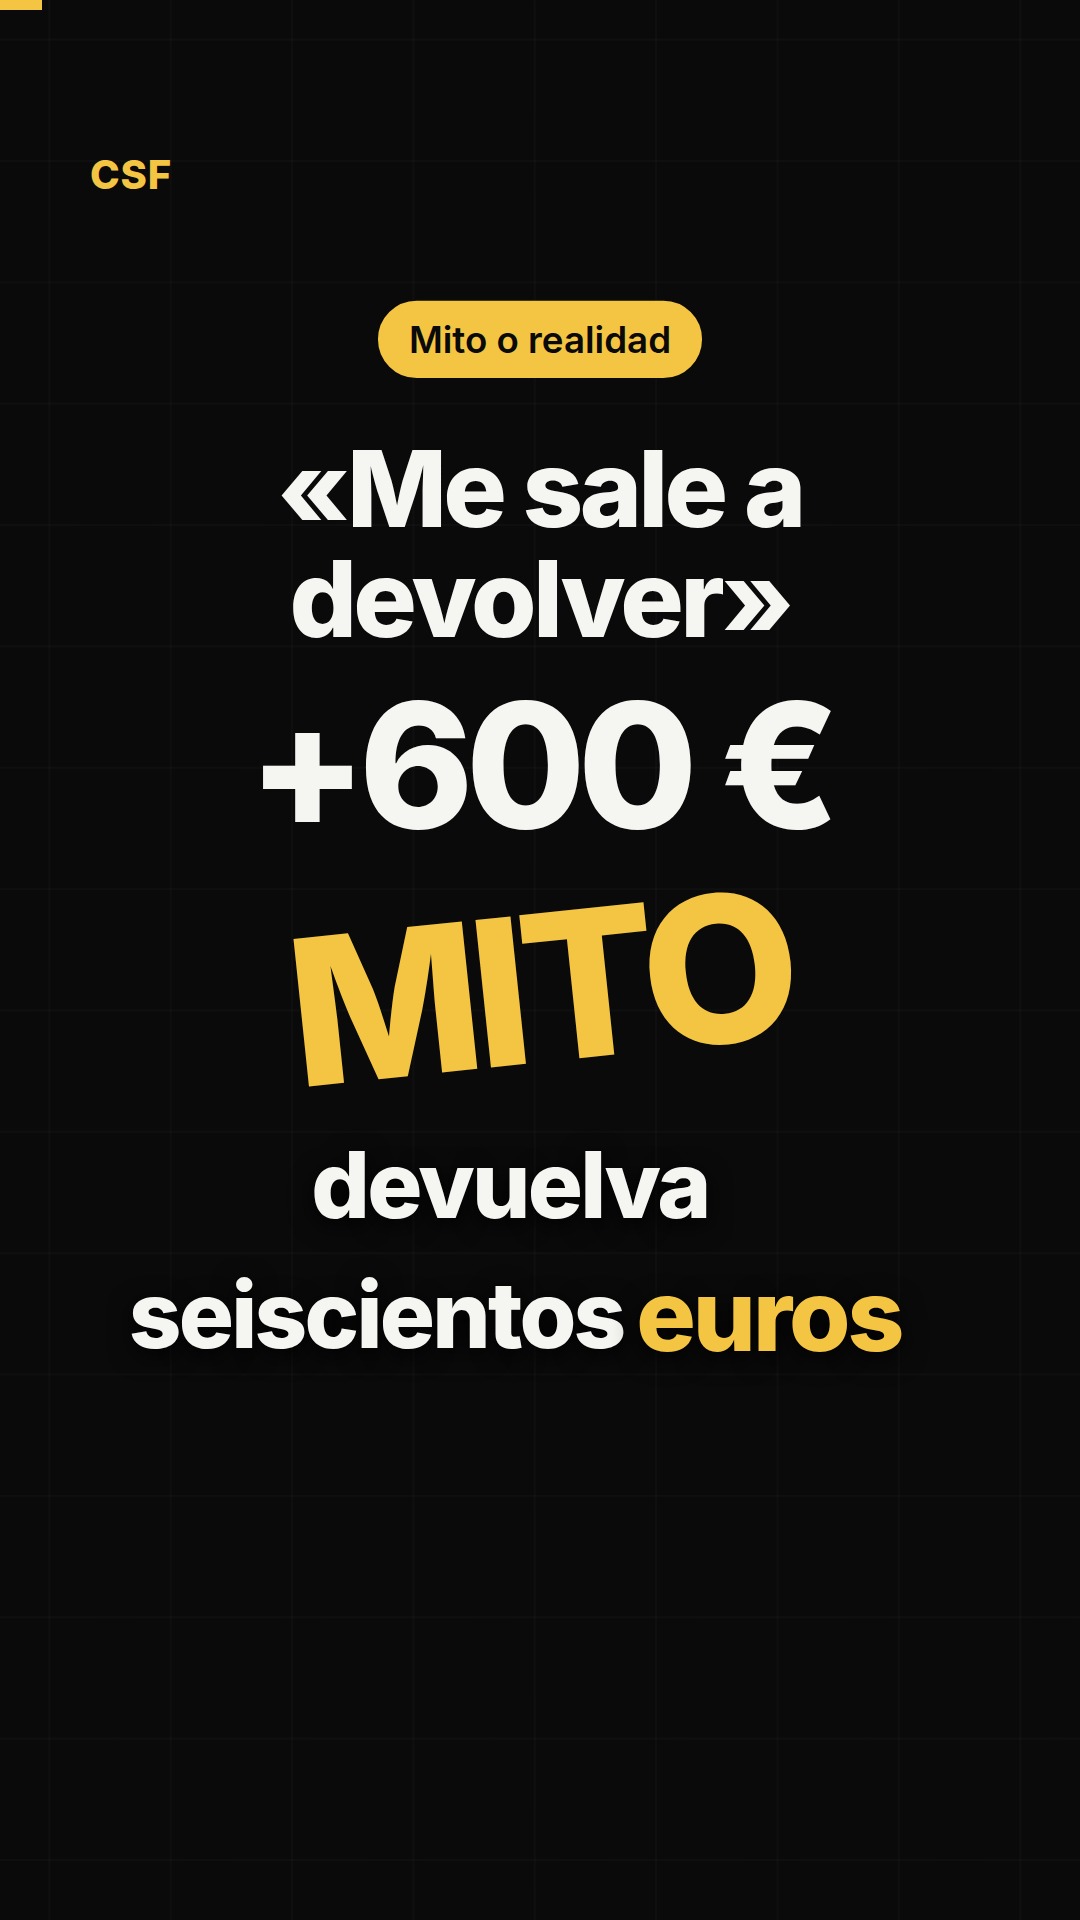 CSF
Mito o realidad
«Me sale a
devolver»
+600 €
MITO
devuelva
seiscientos euros